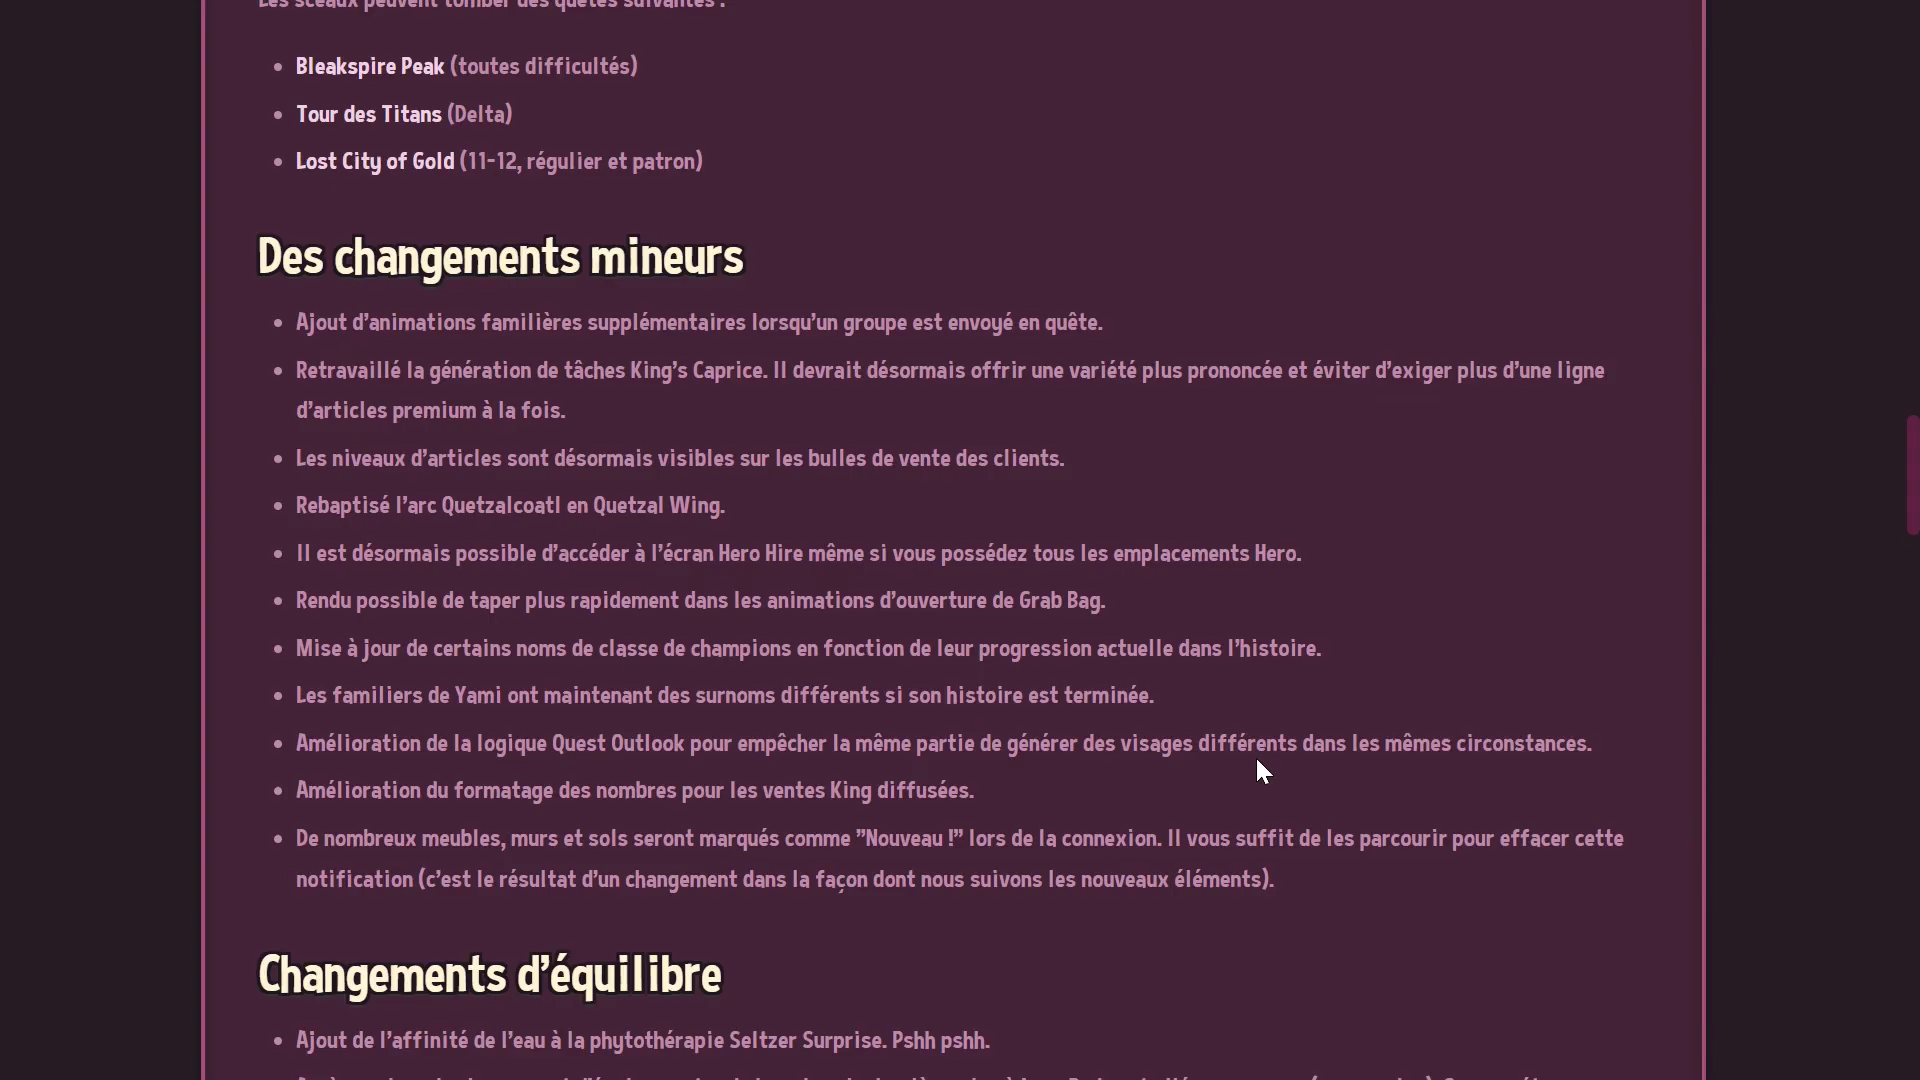 Les sceaux peuvent tomber des quêtes suivantes :
Bleakspire Peak (toutes difficultés)
Tour des Titans (Delta)
Lost City of Gold (11-12, régulier et patron)
Des changements mineurs
Ajout d'animations familières supplémentaires lorsqu'un groupe est envoyé en quête.
Retravaillé la génération de tâches King's Caprice. Il devrait désormais offrir une variété plus prononcée et éviter d'exiger plus d'une ligne
d'articles premium à la fois.
Les niveaux d'articles sont désormais visibles sur les bulles de vente des clients.
Rebaptisé l'arc Quetzalcoatl en Quetzal Wing.
Il est désormais possible d'accéder à l'écran Hero Hire même si vous possédez tous les emplacements Hero.
Rendu possible de taper plus rapidement dans les animations d'ouverture de Grab Bag.
Mise à jour de certains noms de classe de champions en fonction de leur progression actuelle dans l'histoire.
Les familiers de Yami ont maintenant des surnoms différents si son histoire est terminée.
Amélioration de la logique Quest Outlook pour empêcher la même partie de générer des visages différents dans les mêmes circonstances.
Amélioration du formatage des nombres pour les ventes King diffusées.
De nombreux meubles, murs et sols seront marqués comme "Nouveau !" lors de la connexion. Il vous suffit de les parcourir pour effacer cette
notification (c'est le résultat d'un changement dans la façon dont nous suivons les nouveaux éléments).
Changements d'équilibre
Ajout de l'affinité de l'eau à la phytothérapie Seltzer Surprise. Pshh pshh.